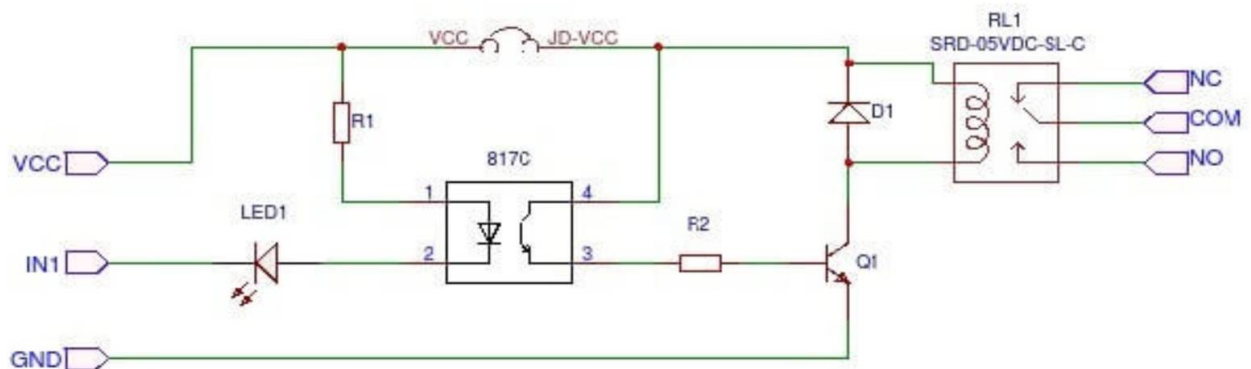 RL1
SRD-05VDC-SL-C
VCC JD-VCC
NC
R1
D1
COM
VCC
817C
NO
1
4
LED1
R2
IN1
2
3
Q1
GND